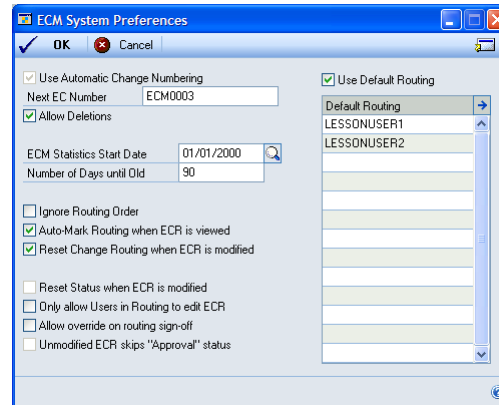 ECM System Preferences
OK Cancel
Use Automatic Change Numbering
Next EC Number ECM0003
Allow Deletions
ECM Statistics Start Date 01/01/2000
Number of Days until Old 90
Ignore Routing Order
Auto-Mark Routing when ECR is viewed
Reset Change Routing when ECR is modified
Reset Status when ECR is modified
Only allow Users in Routing to edit ECR
Allow override on routing sign-off
Unmodified ECR skips "Approval" status
Use Default Routing
Default Routing
LESSONUSER1
LESSONUSER2